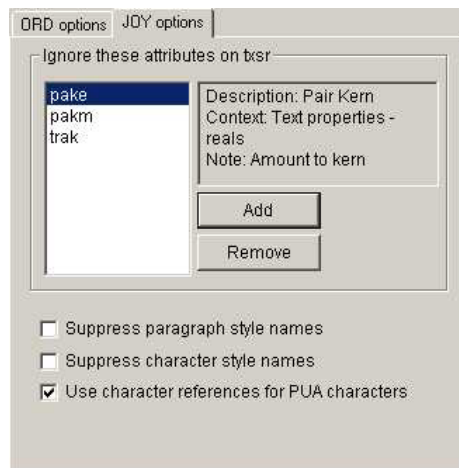 ORD options
JOY options
Ignore these attributes on txsr
pake
pakm
trak
Description: Pair Kern
Context: Text properties -
reals
Note: Amount to kern
Add
Remove
Suppress paragraph style names
Suppress character style names
Use character references for PUA characters